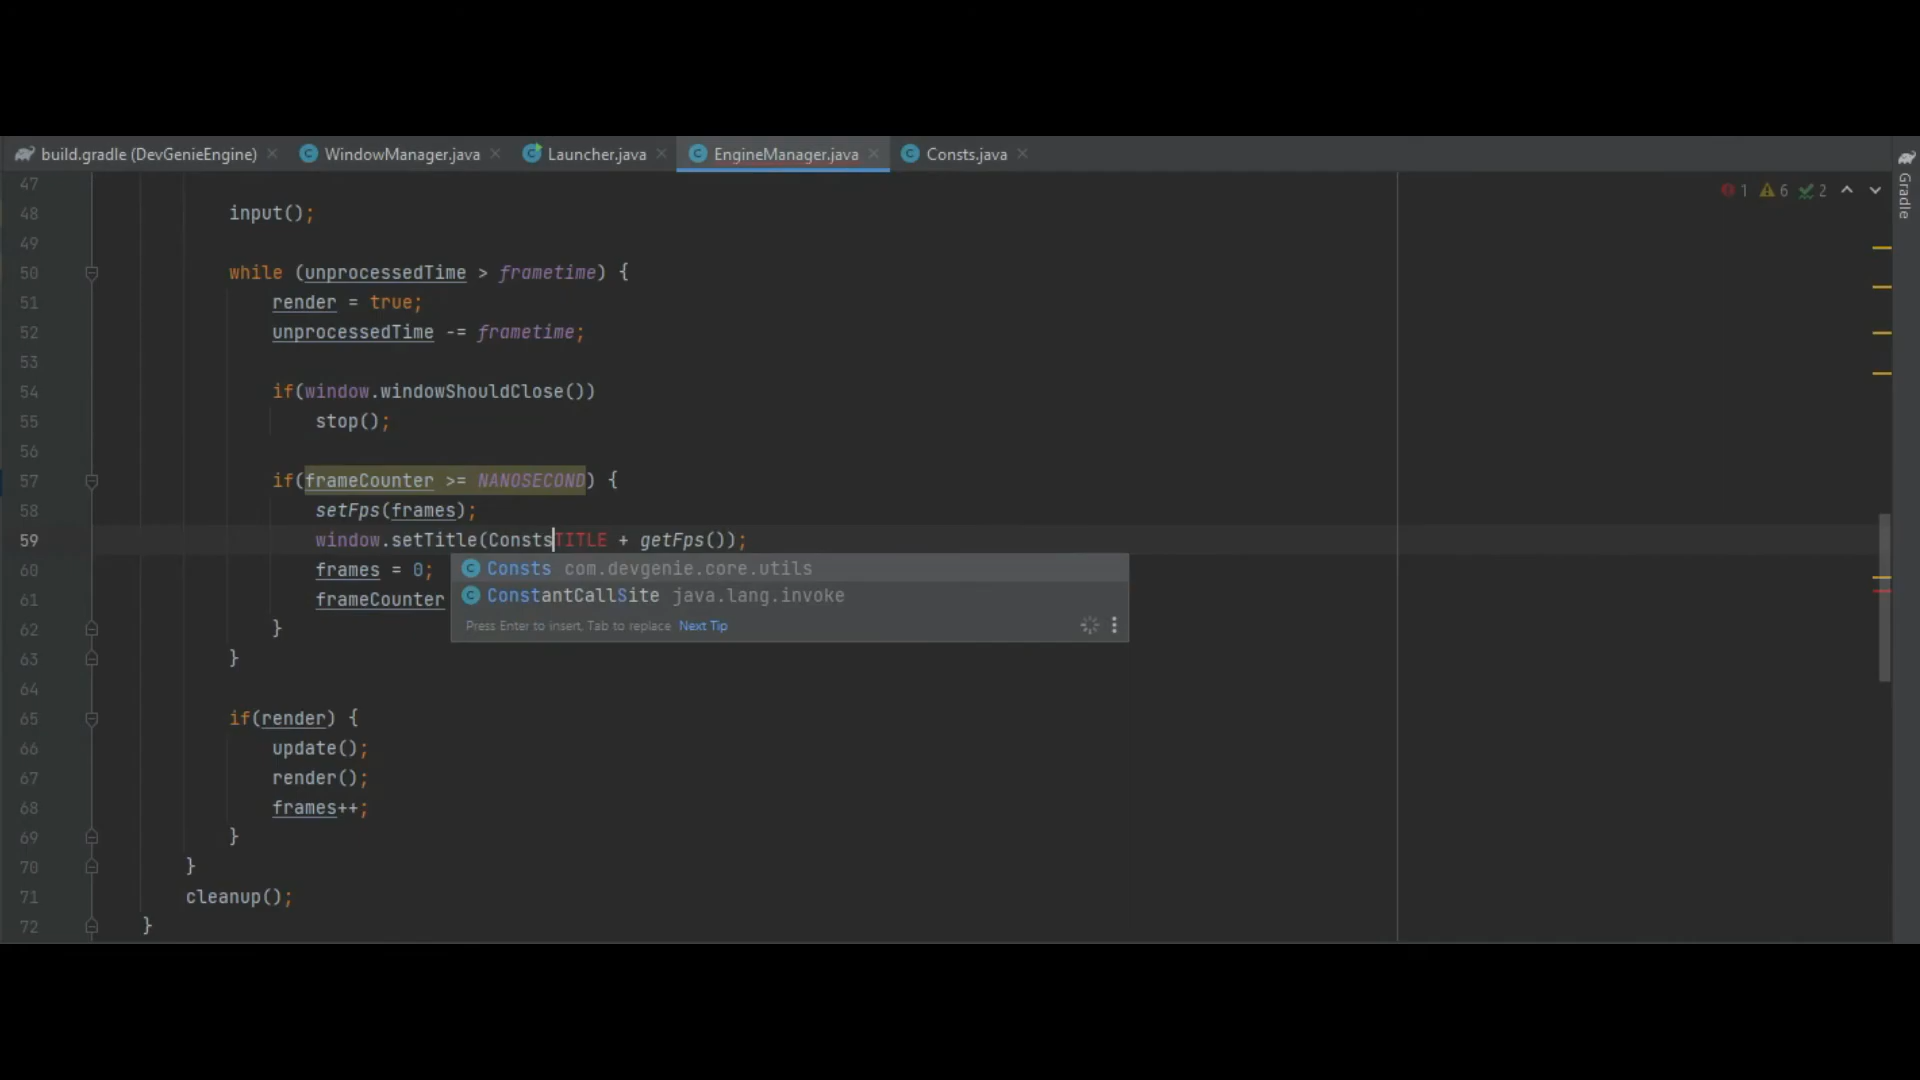 build.gradle (DevGenieEngine) WindowManager.java Launcher.java EngineManager.java Consts.java
Gradle
1 6 2
47
48 input();
49
50 while (unprocessedTime > frametime) {
51 render = true;
52 unprocessedTime -= frametime;
53
54 if(window.windowShouldClose())
55 stop();
56
57 if(frameCounter >= NANOSECOND) {
58 setFps(frames);
59 window.setTitle(ConstsTITLE + getFps());
60 frames = 0;
Consts com.devgenie.core.utils
61 frameCounter
ConstantCallSite java.lang.invoke
Press Enter to insert, Tab to replace Next Tip
62 }
63 }
64
65 if(render) {
66 update();
67 render();
68 frames++;
69 }
70 }
71 cleanup();
72 }